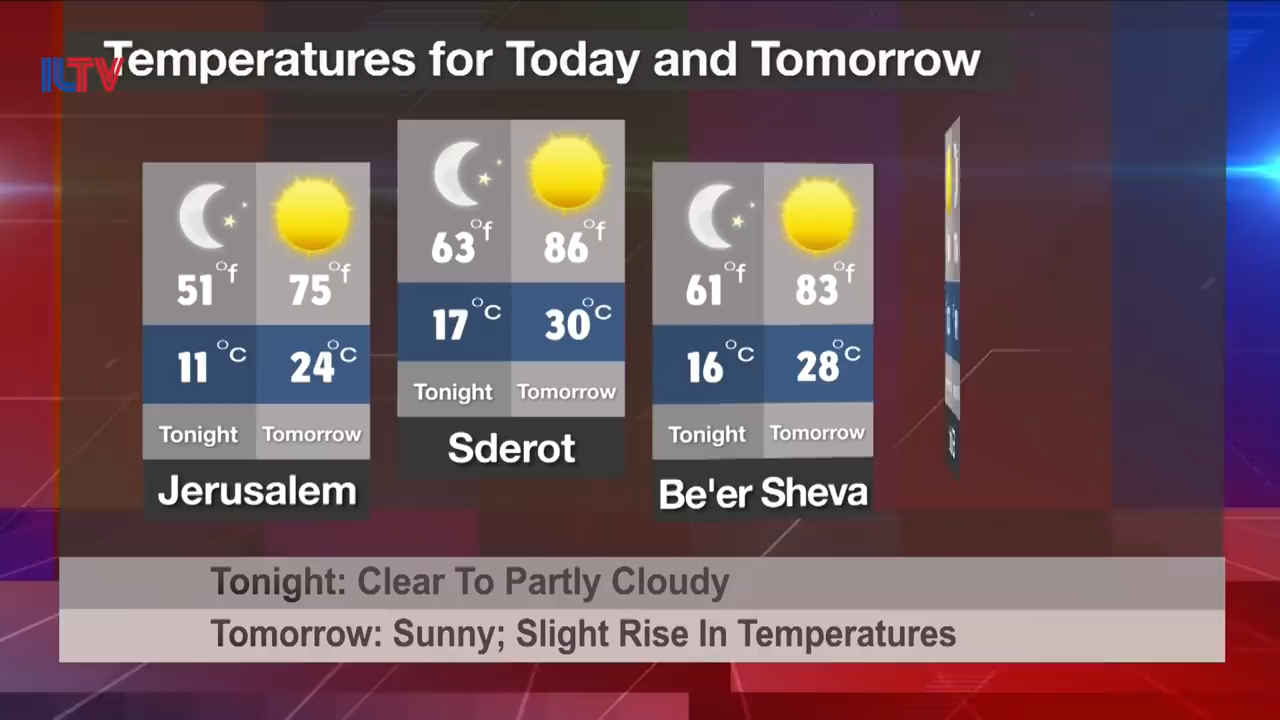 ILTV
Temperatures for Today and Tomorrow
51°f 75°f
11°C 24°C
Tonight Tomorrow
Jerusalem
63°f 86°f
17°C 30°C
Tonight Tomorrow
Sderot
61°f 83°f
16°C 28°C
Tonight Tomorrow
Be'er Sheva
Tonight: Clear To Partly Cloudy
Tomorrow: Sunny; Slight Rise In Temperatures